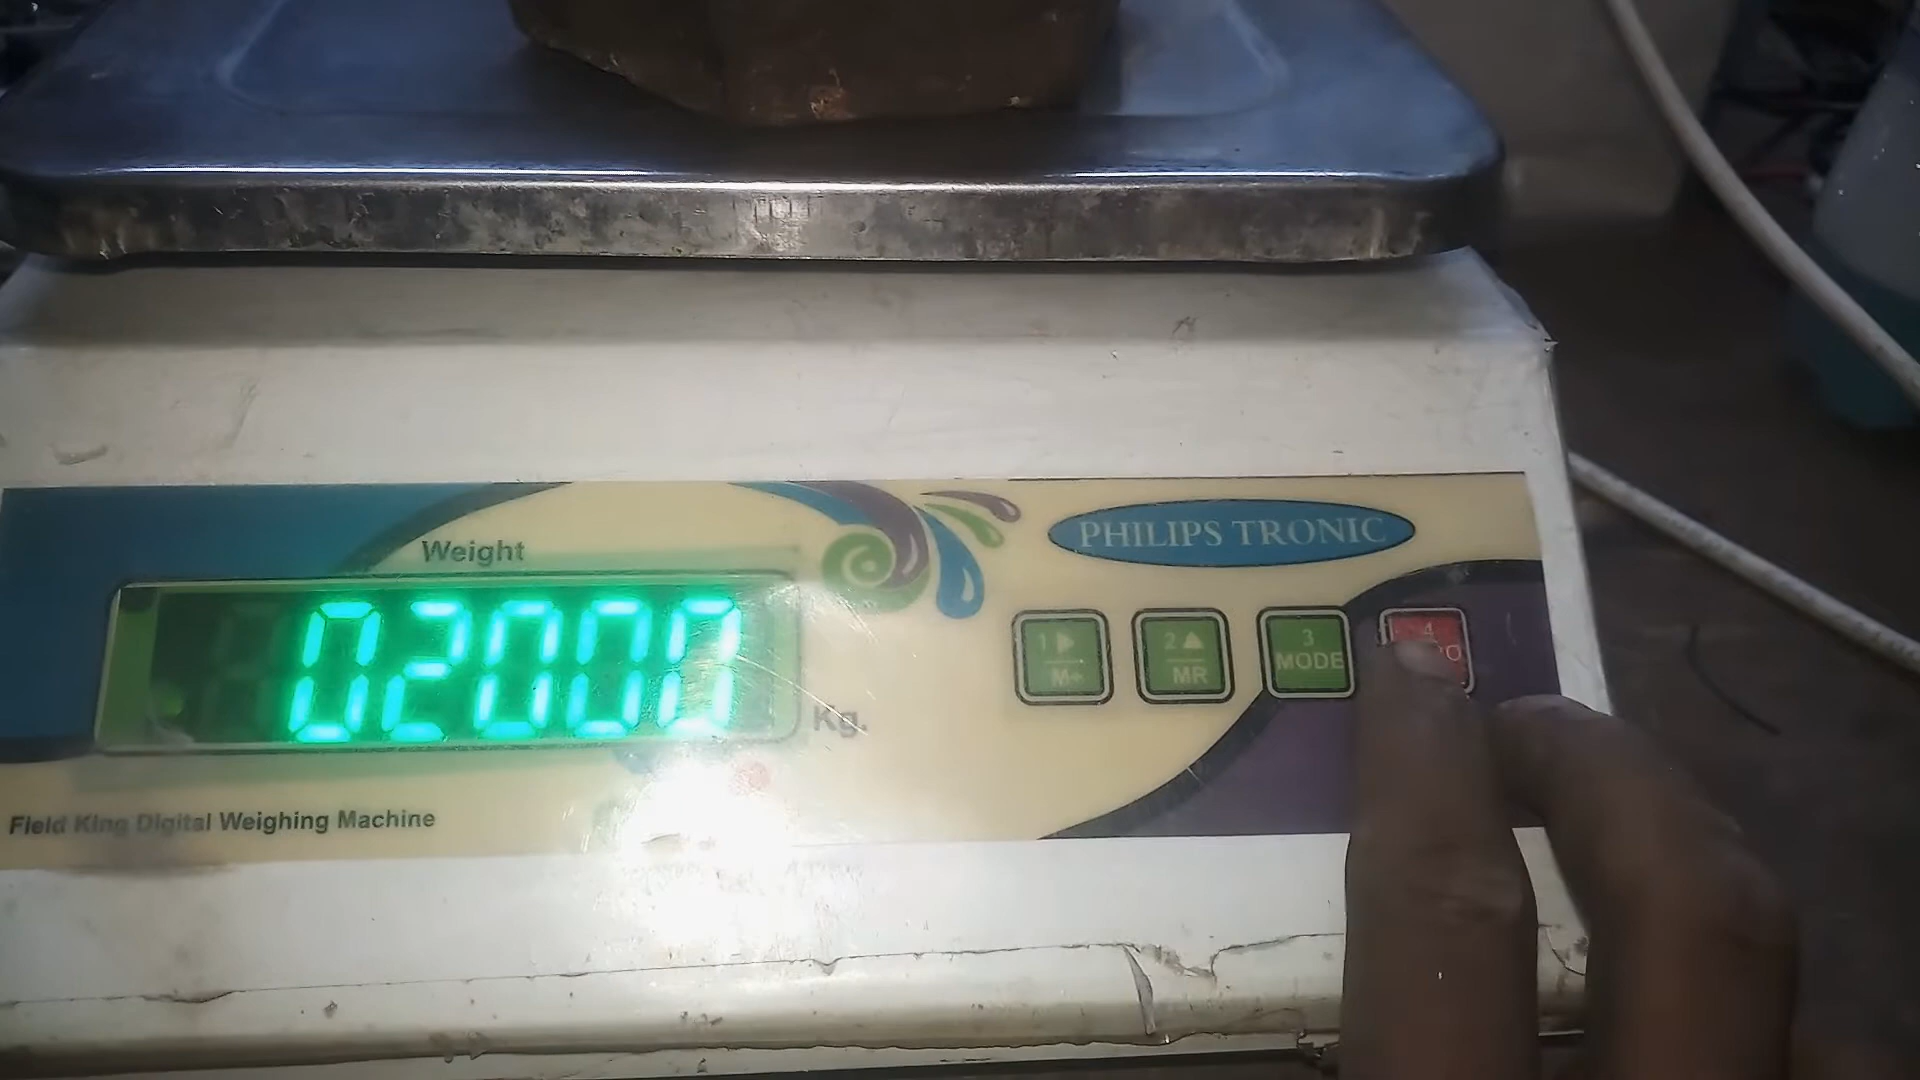 Weight
PHILIPS TRONIC
02000
Kg.
1 ▶ M+
2 ▲ MR
3 MODE
4
Field King Digital Weighing Machine